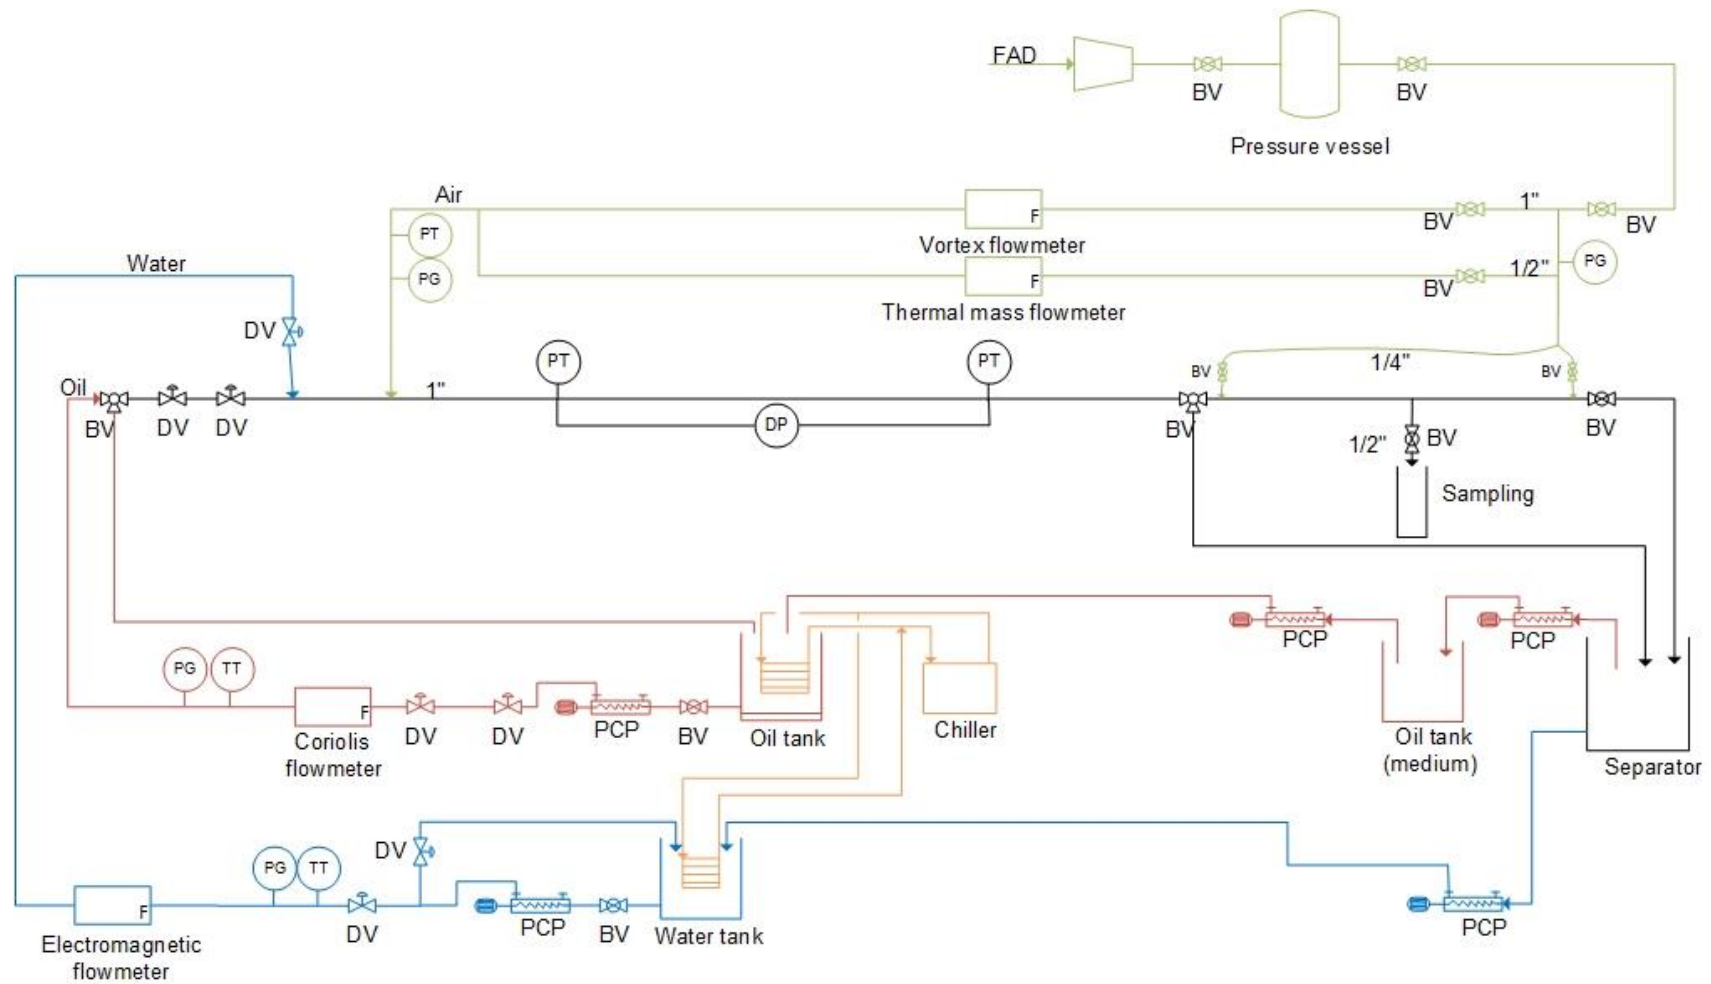 FAD
BV
BV
Pressure vessel
Air
1"
BV
BV
PT
F
Vortex flowmeter
Water
PG
1/2"
PG
F
BV
Thermal mass flowmeter
DV
PT
PT
1/4"
BV
BV
Oil
1"
BV
DV
DV
DP
BV
1/2"
BV
BV
Sampling
PCP
PCP
PG
TT
F
Coriolis
flowmeter
DV
DV
PCP
BV
Oil tank
Chiller
Oil tank
(medium)
Separator
DV
PG
TT
F
Electromagnetic
flowmeter
DV
PCP
BV
Water tank
PCP